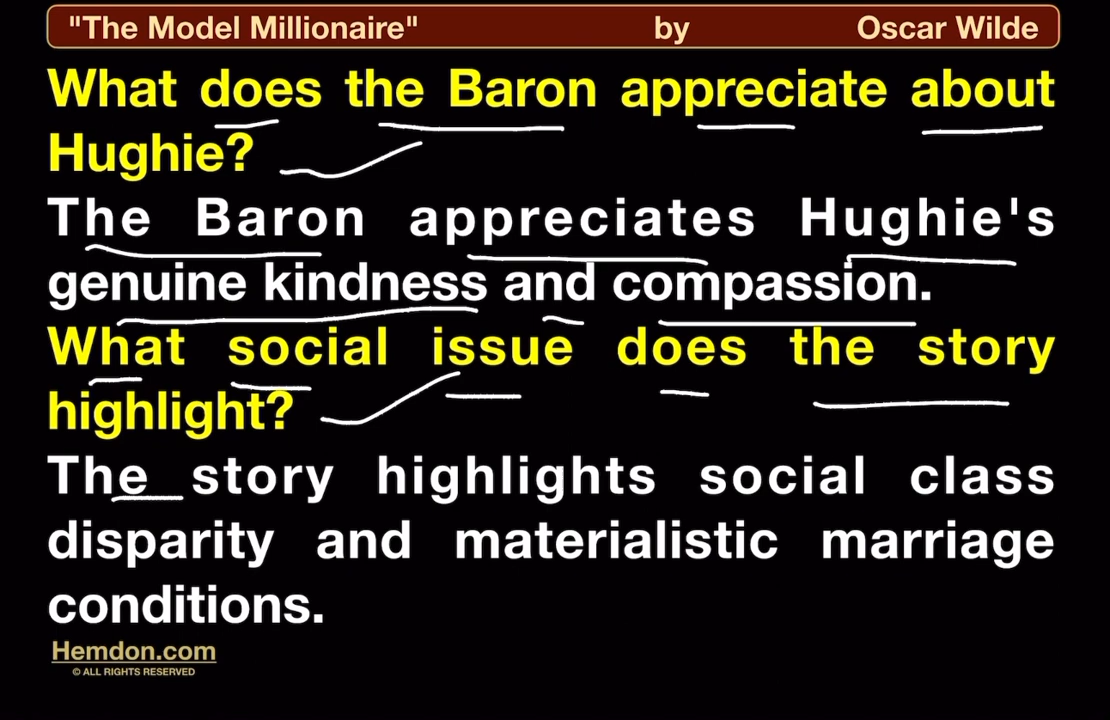 "The Model Millionaire" by Oscar Wilde
What does the Baron appreciate about
Hughie?
The Baron appreciates Hughie's
genuine kindness and compassion.
What social issue does the story
highlight?
The story highlights social class
disparity and materialistic marriage
conditions.
Hemdon.com
© ALL RIGHTS RESERVED